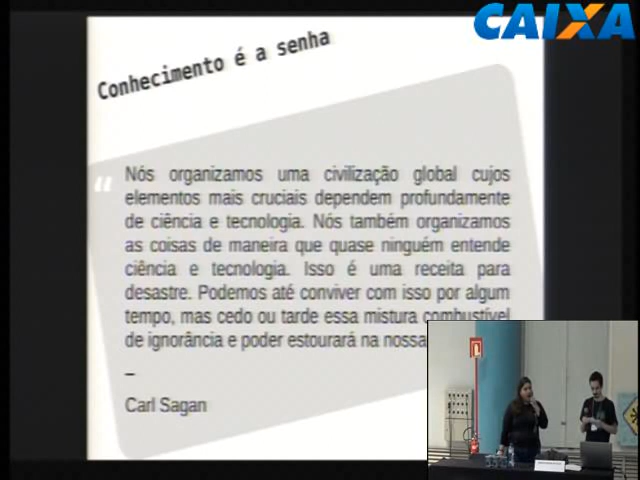 CAIXA
Conhecimento é a senha
“
Nós organizamos uma civilização global cujos
elementos mais cruciais dependem profundamente
de ciência e tecnologia. Nós também organizamos
as coisas de maneira que quase ninguém entende
ciência e tecnologia. Isso é uma receita para
desastre. Podemos até conviver com isso por algum
tempo, mas cedo ou tarde essa mistura combustível
de ignorância e poder estourará na nossa
–
Carl Sagan